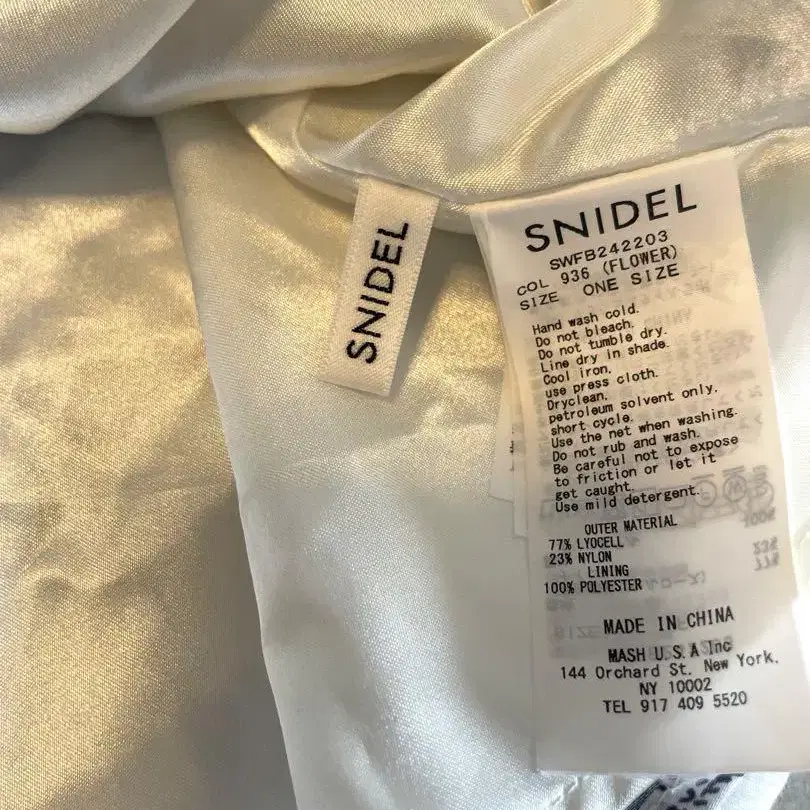 SNIDEL
SNIDEL
SWFB242203
COL 936 (FLOWER)
SIZE ONE SIZE
Hand wash cold.
Do not bleach.
Do not tumble dry.
Line dry in shade.
Cool iron.
use press cloth.
Dryclean.
petroleum solvent only.
short cycle.
Use the net when washing.
Do not rub and wash.
Be careful not to expose
to friction or let it
get caught.
Use mild detergent.
OUTER MATERIAL
77% LYOCELL
23% NYLON
LINING
100% POLYESTER
MADE IN CHINA
MASH U.S.A Inc
144 Orchard St. New York.
NY 10002
TEL 917 409 5520